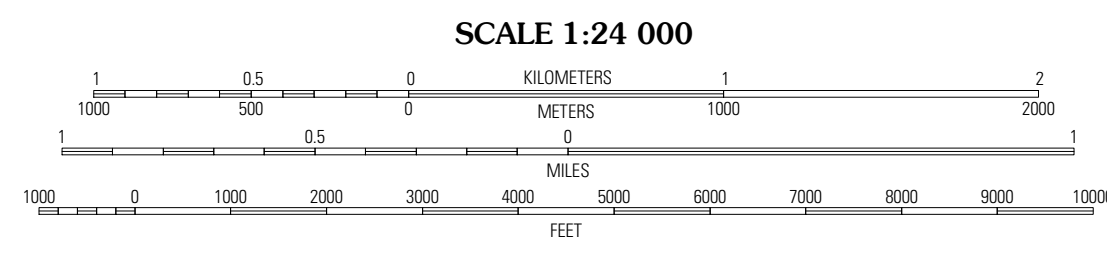 SCALE 1:24 000
1 0.5 0 KILOMETERS 1 2
1000 500 0 METERS 1000 2000
1 0.5 0 1
MILES
1000 0 1000 2000 3000 4000 5000 6000 7000 8000 9000 10000
FEET